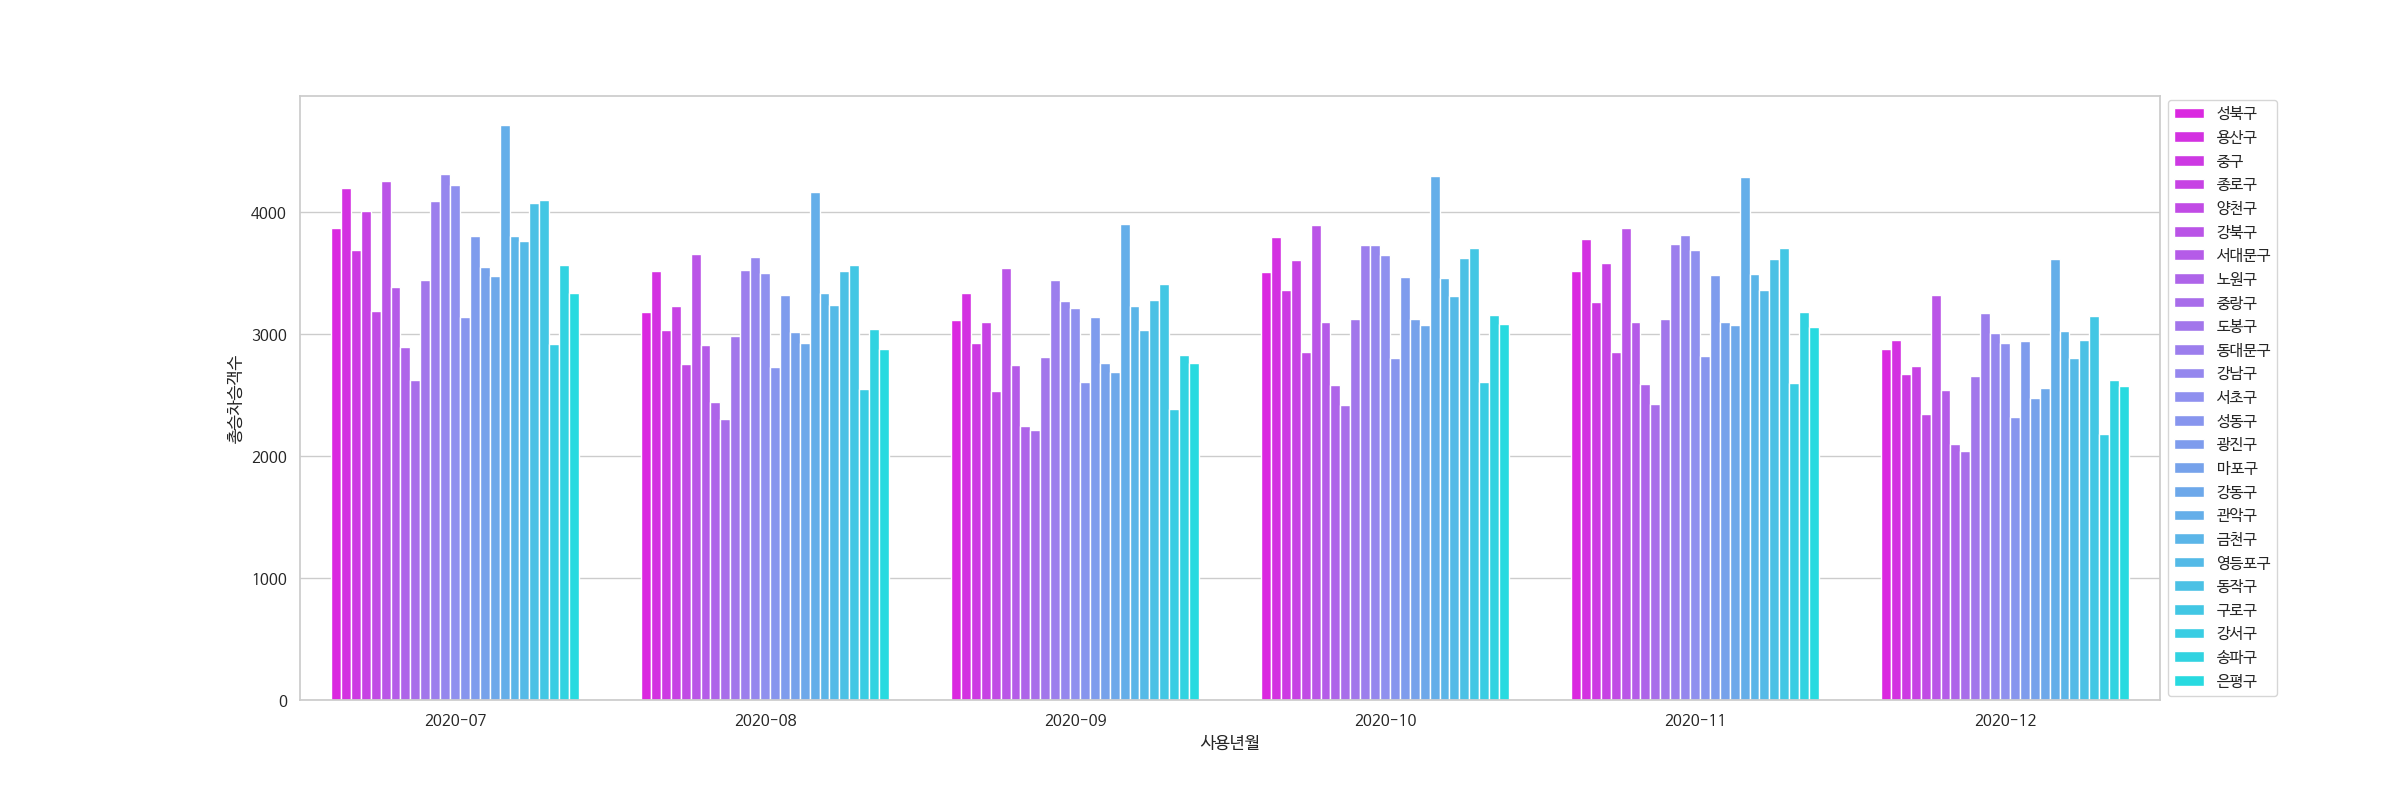 4000
3000
2000
1000
0
총승차승객수
2020-07
2020-08
2020-09
2020-10
2020-11
2020-12
사용년월
성북구
용산구
중구
종로구
양천구
강북구
서대문구
노원구
중랑구
도봉구
동대문구
강남구
서초구
성동구
광진구
마포구
강동구
관악구
금천구
영등포구
동작구
구로구
강서구
송파구
은평구